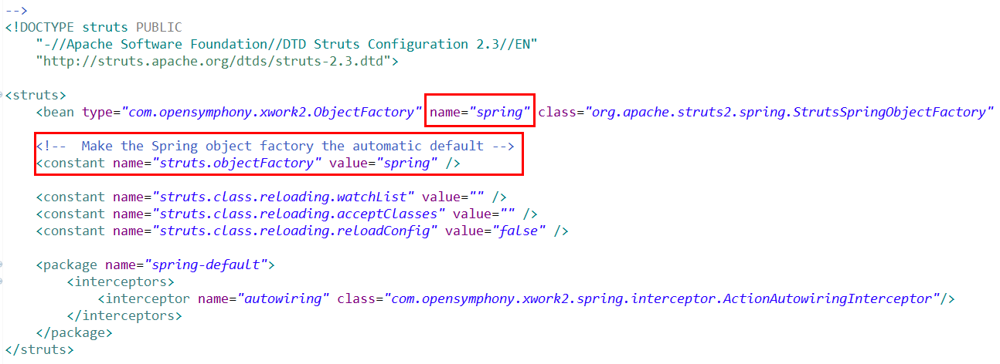 -->
<!DOCTYPE struts PUBLIC
"-//Apache Software Foundation//DTD Struts Configuration 2.3//EN"
"http://struts.apache.org/dtds/struts-2.3.dtd">
<struts>
<bean type="com.opensymphony.xwork2.ObjectFactory" name="spring" class="org.apache.struts2.spring.StrutsSpringObjectFactory"
<!--  Make the Spring object factory the automatic default -->
<constant name="struts.objectFactory" value="spring" />
<constant name="struts.class.reloading.watchList" value="" />
<constant name="struts.class.reloading.acceptClasses" value="" />
<constant name="struts.class.reloading.reloadConfig" value="false" />
<package name="spring-default">
<interceptors>
<interceptor name="autowiring" class="com.opensymphony.xwork2.spring.interceptor.ActionAutowiringInterceptor"/>
</interceptors>
</package>
</struts>